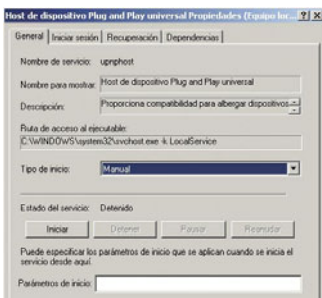 Host de dispositivo Plug and Play universal Propiedades (Equipo loc...
General Iniciar sesión Recuperación Dependencias
Nombre de servicio: upnphost
Nombre para mostrar: Host de dispositivo Plug and Play universal
Descripción: Proporciona compatibilidad para albergar dispositivos
Ruta de acceso al ejecutable:
C:\WINDOWS\system32\svchost.exe -k LocalService
Tipo de inicio: Manual
Estado del servicio: Detenido
Iniciar Detener Pausar Reanudar
Puede especificar los parámetros de inicio que se aplican cuando se inicia el
servicio desde aquí.
Parámetros de inicio: